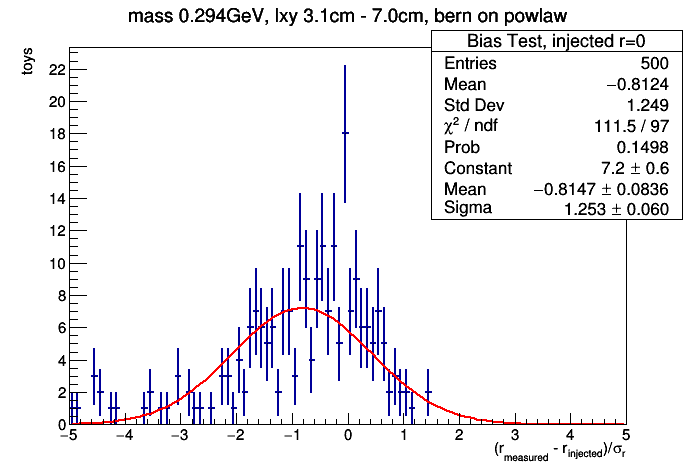 mass 0.294GeV, lxy 3.1cm - 7.0cm, bern on powlaw
toys
Bias Test, injected r=0
Entries 500
Mean −0.8124
Std Dev 1.249
χ² / ndf 111.5 / 97
Prob 0.1498
Constant 7.2 ± 0.6
Mean −0.8147 ± 0.0836
Sigma 1.253 ± 0.060
22
20
18
16
14
12
10
8
6
4
2
0
−5 −4 −3 −2 −1 0 1 2 3 4 5
(r_measured - r_injected)/σ_r